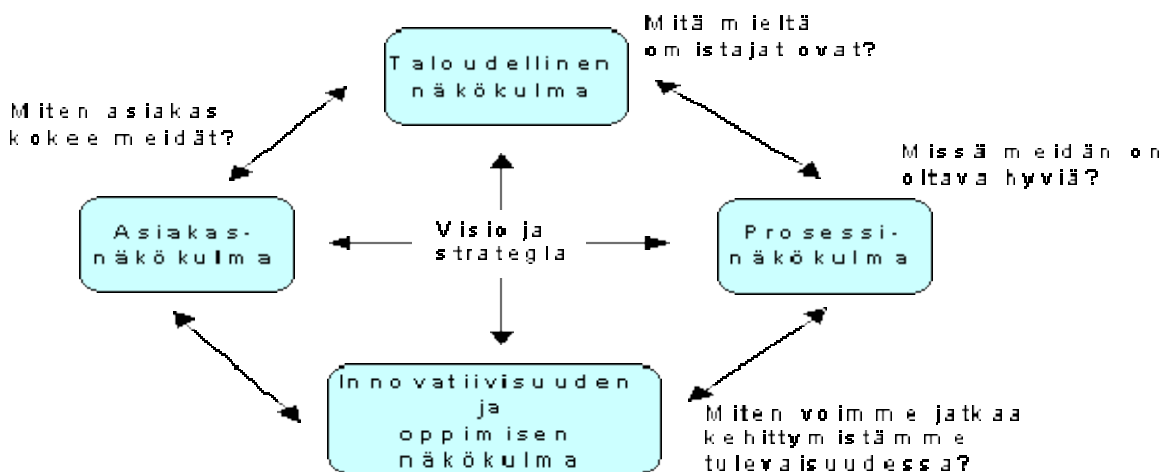 Mitä mieltä
omistajat ovat?
Taloudellinen
näkökulma
Miten asiakas
kokee meidät?
Missä meidän on
oltava hyviä?
Asiakas-
näkökulma
Visio ja
strategia
Prosessi-
näkökulma
Innovatiivisuuden
ja
oppimisen
näkökulma
Miten voimme jatkaa
kehittymistämme
tulevaisuudessa?